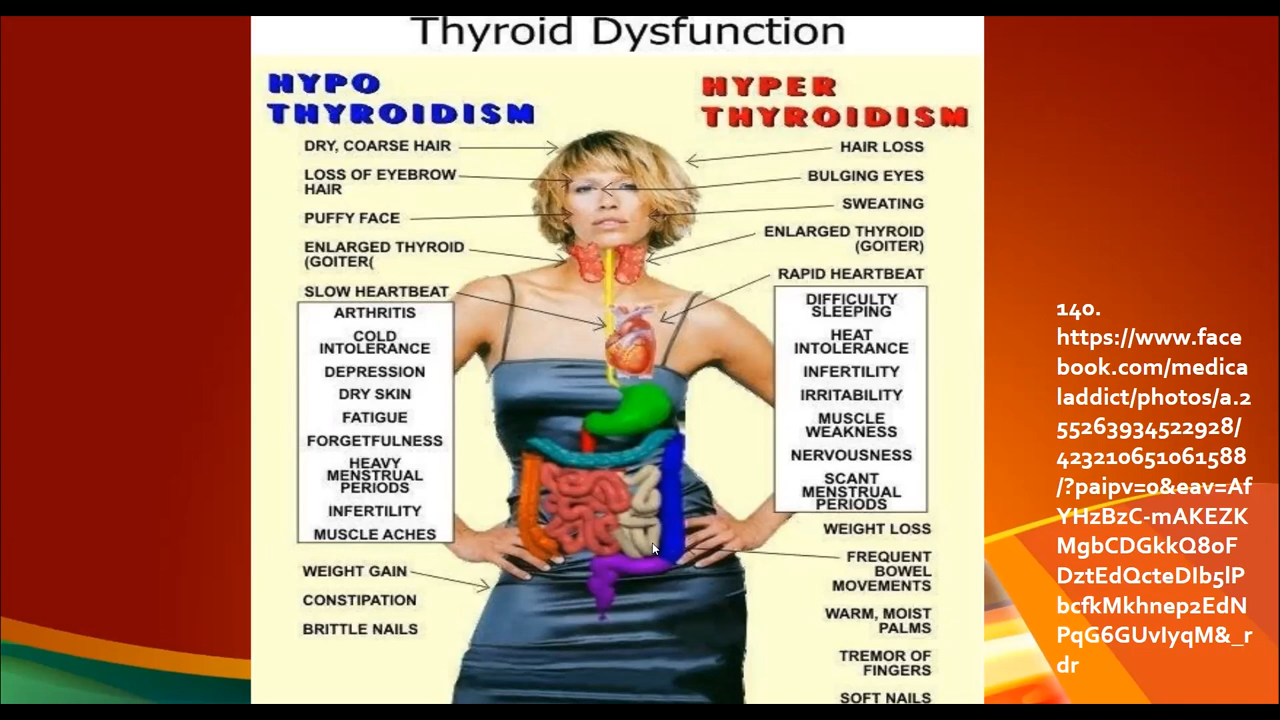 Thyroid Dysfunction
HYPO
THYROIDISM
DRY, COARSE HAIR
LOSS OF EYEBROW
HAIR
PUFFY FACE
ENLARGED THYROID
(GOITER(
SLOW HEARTBEAT
ARTHRITIS
COLD
INTOLERANCE
DEPRESSION
DRY SKIN
FATIGUE
FORGETFULNESS
HEAVY
MENSTRUAL
PERIODS
INFERTILITY
MUSCLE ACHES
WEIGHT GAIN
CONSTIPATION
BRITTLE NAILS
HYPER
THYROIDISM
HAIR LOSS
BULGING EYES
SWEATING
ENLARGED THYROID
(GOITER)
RAPID HEARTBEAT
DIFFICULTY
SLEEPING
HEAT
INTOLERANCE
INFERTILITY
IRRITABILITY
MUSCLE
WEAKNESS
NERVOUSNESS
SCANT
MENSTRUAL
PERIODS
WEIGHT LOSS
FREQUENT
BOWEL
MOVEMENTS
WARM, MOIST
PALMS
TREMOR OF
FINGERS
SOFT NAILS
140.
https://www.face
book.com/medica
laddict/photos/a.2
55263934522928/
423210651061588
/?paipv=0&eav=Af
YHzBzC-mAKEZK
MgbCDGkkQ8oF
DztEdQcteDIb5lP
bcfkMkhnep2EdN
PqG6GUvIyqM&_r
dr